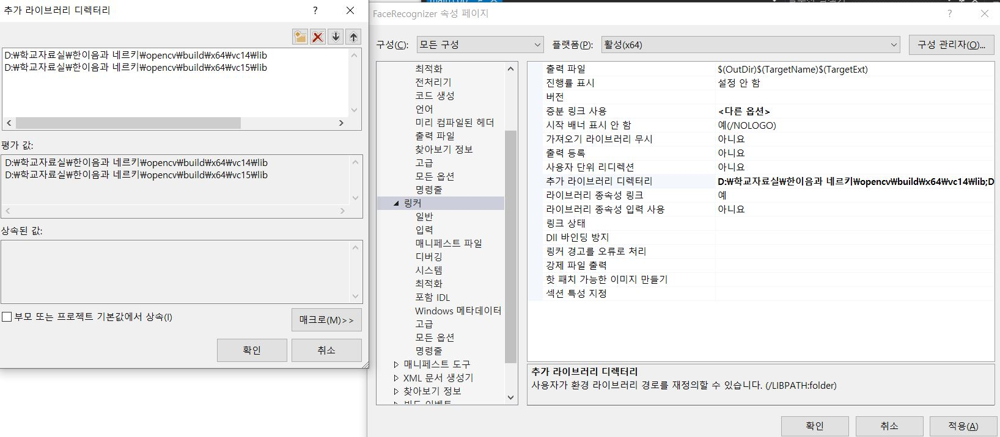 추가 라이브러리 디렉터리
?
D:\학교자료실\한이음과 네르키\opencv\build\x64\vc14\lib
D:\학교자료실\한이음과 네르키\opencv\build\x64\vc15\lib
평가 값:
D:\학교자료실\한이음과 네르키\opencv\build\x64\vc14\lib
D:\학교자료실\한이음과 네르키\opencv\build\x64\vc15\lib
상속된 값:
부모 또는 프로젝트 기본값에서 상속(I)
매크로(M)>>
확인
취소
main.cpp
FaceRecognizer 속성 페이지
?
구성(C):
모든 구성
플랫폼(P):
활성(x64)
구성 관리자(O)...
최적화
전처리기
코드 생성
언어
미리 컴파일된 헤더
출력 파일
찾아보기 정보
고급
모든 옵션
명령줄
링커
일반
입력
매니페스트 파일
디버깅
시스템
최적화
포함 IDL
Windows 메타데이터
고급
모든 옵션
명령줄
매니페스트 도구
XML 문서 생성기
찾아보기 정보
빌드 이벤트
출력 파일 $(OutDir)$(TargetName)$(TargetExt)
진행률 표시 설정 안 함
버전
증분 링크 사용 <다른 옵션>
시작 배너 표시 안 함 예(/NOLOGO)
가져오기 라이브러리 무시 아니요
출력 등록 아니요
사용자 단위 리디렉션 아니요
추가 라이브러리 디렉터리 D:\학교자료실\한이음과 네르키\opencv\build\x64\vc14\lib;D
라이브러리 종속성 링크 예
라이브러리 종속성 입력 사용 아니요
링크 상태
Dll 바인딩 방지
링커 경고를 오류로 처리
강제 파일 출력
핫 패치 가능한 이미지 만들기
섹션 특성 지정
추가 라이브러리 디렉터리
사용자가 환경 라이브러리 경로를 재정의할 수 있습니다. (/LIBPATH:folder)
확인
취소
적용(A)